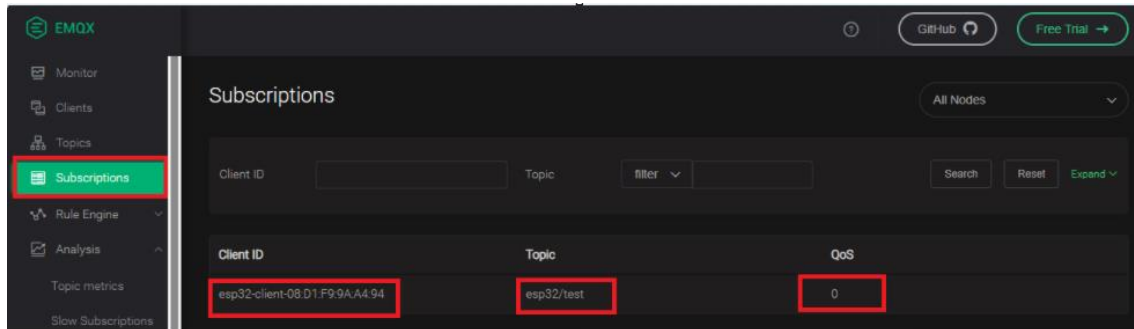 EMQX
GitHub
Free Trial →
Monitor
Clients
Topics
Subscriptions
Rule Engine
Analysis
Topic metrics
Slow Subscriptions
Subscriptions
All Nodes
Client ID
Topic
filter
Search
Reset
Expand
Client ID Topic QoS
esp32-client-08:D1:F9:9A:A4:94 esp32/test 0